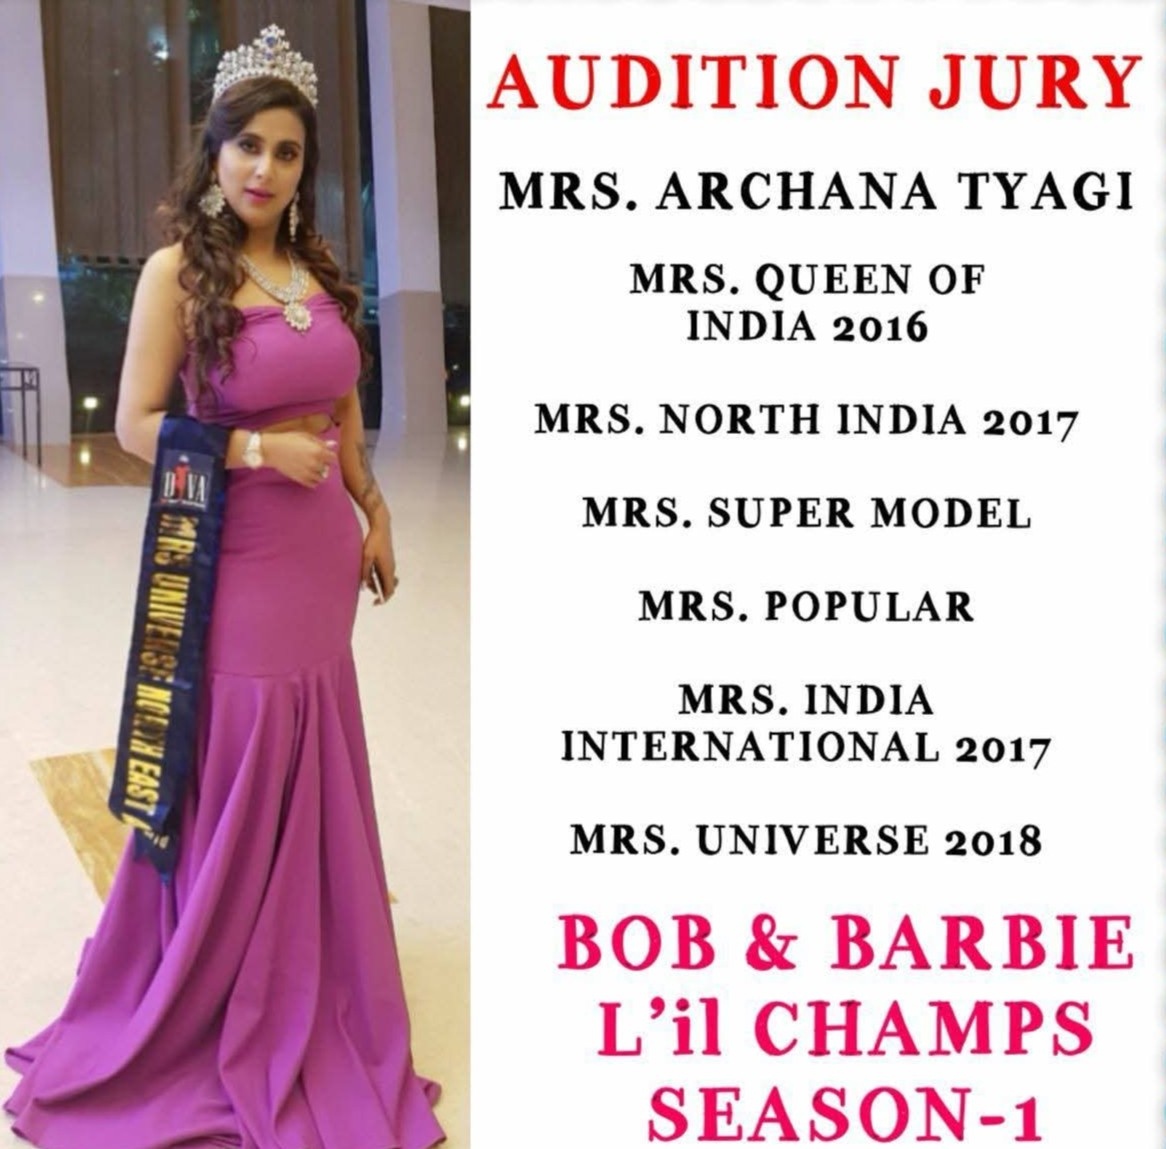 AUDITION JURY
MRS. ARCHANA TYAGI
MRS. QUEEN OF
INDIA 2016
MRS. NORTH INDIA 2017
MRS. SUPER MODEL
MRS. POPULAR
MRS. INDIA
INTERNATIONAL 2017
MRS. UNIVERSE 2018
BOB & BARBIE
L'il CHAMPS
SEASON-1
DIVA
MRS UNIVERSE NORTH EAST